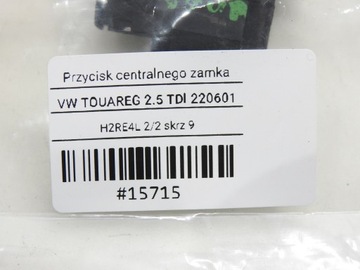 Przycisk centralnego zamka
VW TOUAREG 2.5 TDI 220601
H2RE4L 2/2 skrz 9
#15715